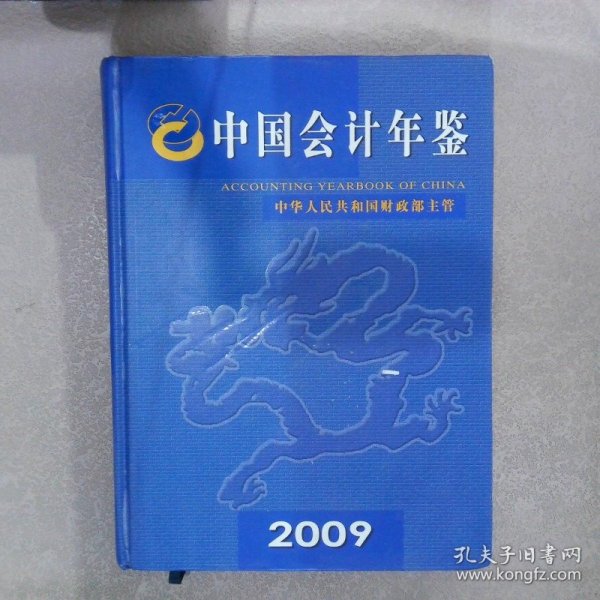 中国会计年鉴
ACCOUNTING YEARBOOK OF CHINA
中华人民共和国财政部主管
2009
孔夫子旧书网
www.kongfz.com